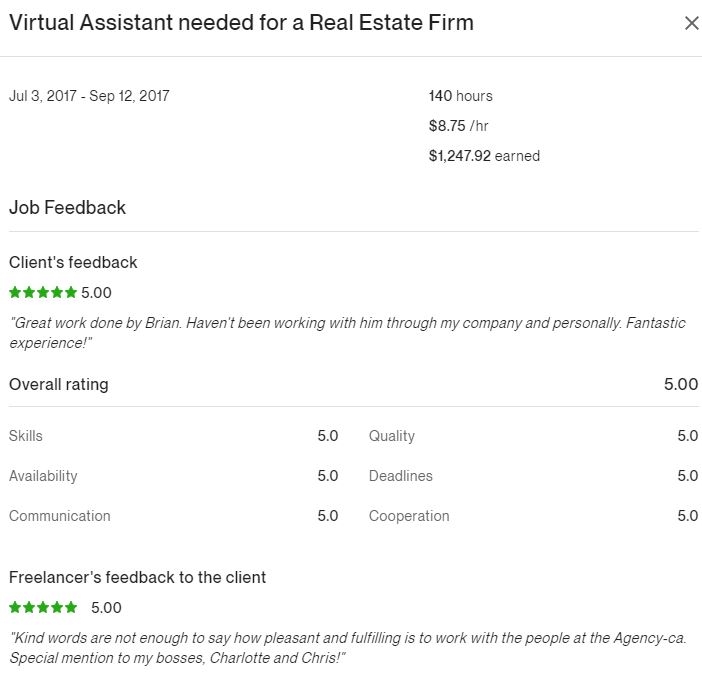 Virtual Assistant needed for a Real Estate Firm
Jul 3, 2017 - Sep 12, 2017
140 hours
$8.75 /hr
$1,247.92 earned
Job Feedback
Client's feedback
5.00
"Great work done by Brian. Haven't been working with him through my company and personally. Fantastic
experience!"
Overall rating 5.00
Skills 5.0 Quality 5.0
Availability 5.0 Deadlines 5.0
Communication 5.0 Cooperation 5.0
Freelancer's feedback to the client
5.00
"Kind words are not enough to say how pleasant and fulfilling is to work with the people at the Agency-ca.
Special mention to my bosses, Charlotte and Chris!"